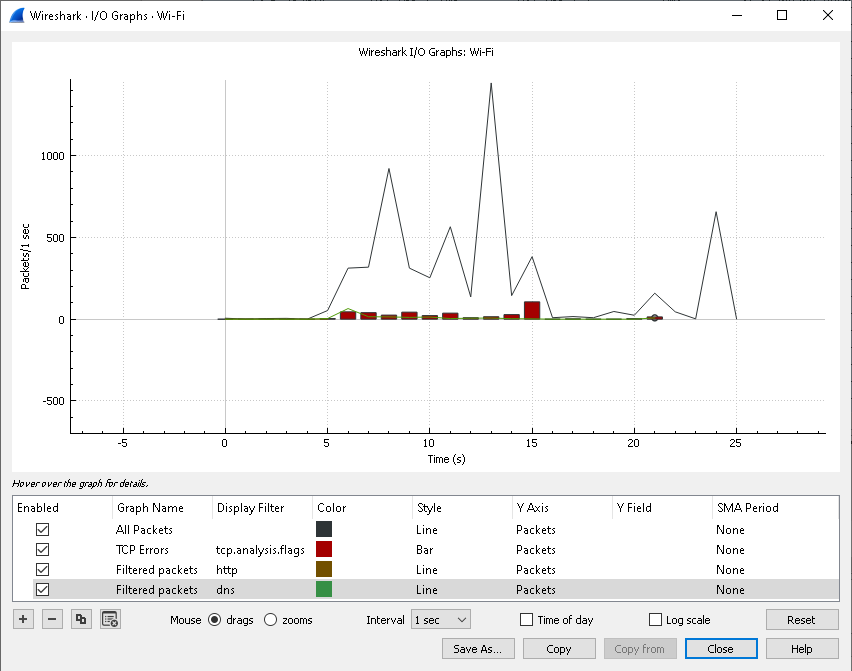 Wireshark · I/O Graphs · Wi-Fi
Wireshark I/O Graphs: Wi-Fi
Packets/1 sec
1000
500
0
-500
-5 0 5 10 15 20 25
Time (s)
Hover over the graph for details.
Enabled Graph Name Display Filter Color Style Y Axis Y Field SMA Period
All Packets Line Packets None
TCP Errors tcp.analysis.flags Bar Packets None
Filtered packets http Line Packets None
Filtered packets dns Line Packets None
Mouse drags zooms Interval 1 sec Time of day Log scale Reset
Save As... Copy Copy from Close Help